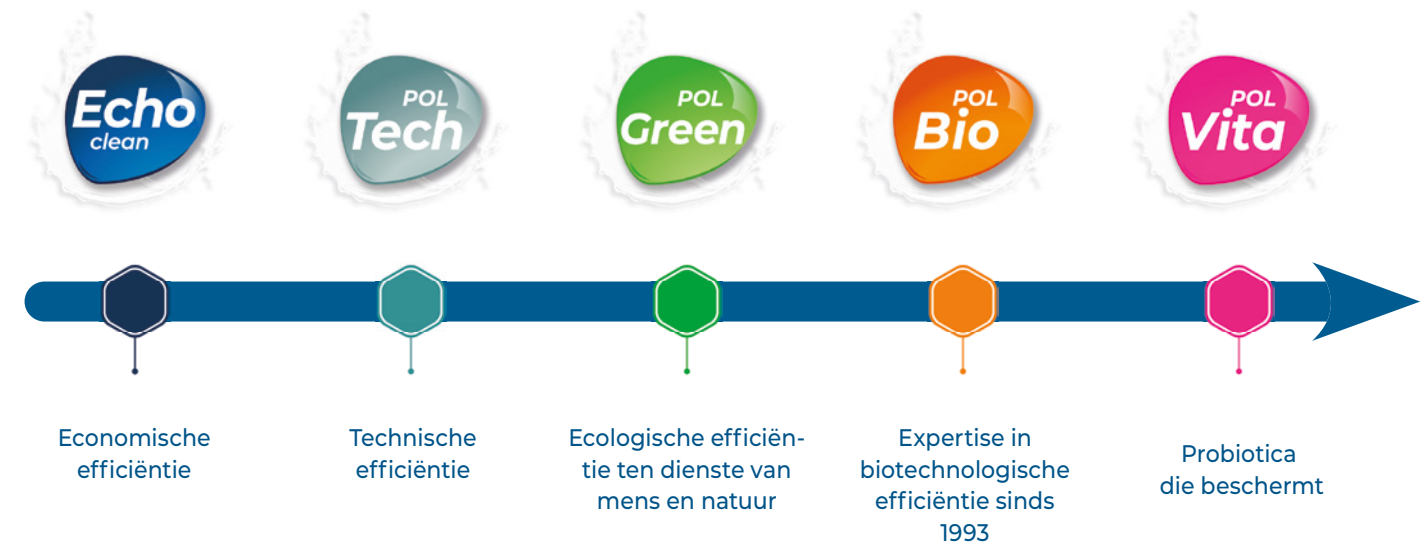 Echo
clean
POL
Tech
POL
Green
POL
Bio
POL
Vita
Economische
efficiëntie
Technische
efficiëntie
Ecologische efficiën-
tie ten dienste van
mens en natuur
Expertise in
biotechnologische
efficiëntie sinds
1993
Probiotica
die beschermt